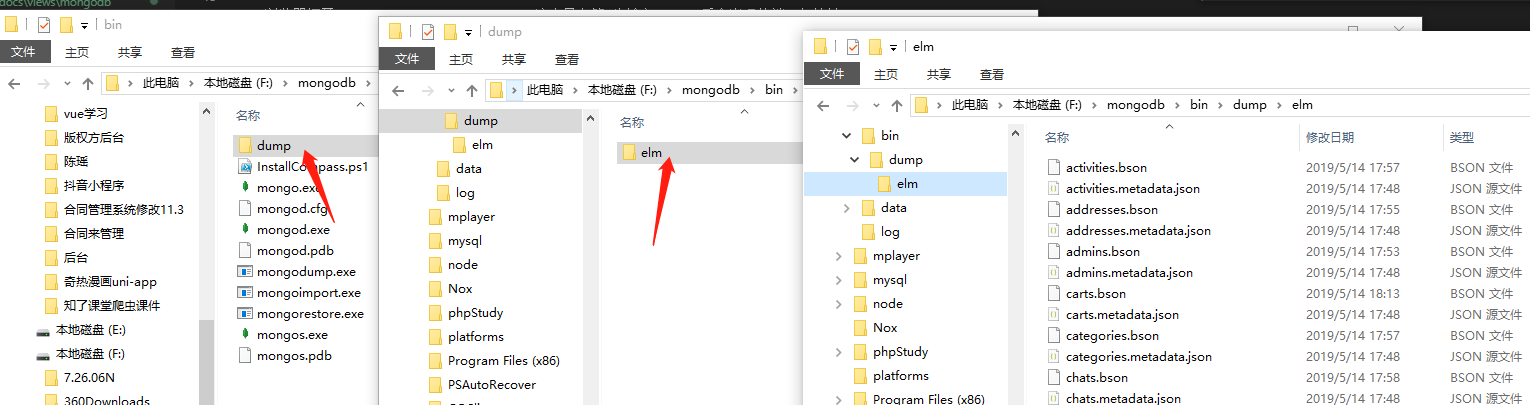 docs\views\mongodb
bin
文件
主页
共享
查看
此电脑
本地磁盘 (F:)
mongodb
vue学习
版权方后台
陈瑶
抖音小程序
合同管理系统修改11.3
合同来管理
后台
奇热漫画uni-app
知了课堂爬虫课件
本地磁盘 (E:)
本地磁盘 (F:)
7.26.06N
360Downloads
名称
dump
InstallCompass.ps1
mongo.exe
mongod.cfg
mongod.exe
mongod.pdb
mongodump.exe
mongoimport.exe
mongorestore.exe
mongos.exe
mongos.pdb
dump
文件
主页
共享
查看
此电脑
本地磁盘 (F:)
mongodb
bin
dump
elm
data
log
mplayer
mysql
node
Nox
phpStudy
platforms
Program Files (x86)
PSAutoRecover
名称
elm
elm
文件
主页
共享
查看
此电脑
本地磁盘 (F:)
mongodb
bin
dump
elm
bin
dump
elm
data
log
mplayer
mysql
node
Nox
phpStudy
platforms
Program Files (x86)
名称 修改日期 类型
activities.bson 2019/5/14 17:57 BSON 文件
activities.metadata.json 2019/5/14 17:48 JSON 源文件
addresses.bson 2019/5/14 17:55 BSON 文件
addresses.metadata.json 2019/5/14 17:48 JSON 源文件
admins.bson 2019/5/14 17:53 BSON 文件
admins.metadata.json 2019/5/14 17:48 JSON 源文件
carts.bson 2019/5/14 18:13 BSON 文件
carts.metadata.json 2019/5/14 17:48 JSON 源文件
categories.bson 2019/5/14 17:57 BSON 文件
categories.metadata.json 2019/5/14 17:48 JSON 源文件
chats.bson 2019/5/14 17:58 BSON 文件
chats.metadata.json 2019/5/14 17:48 JSON 源文件